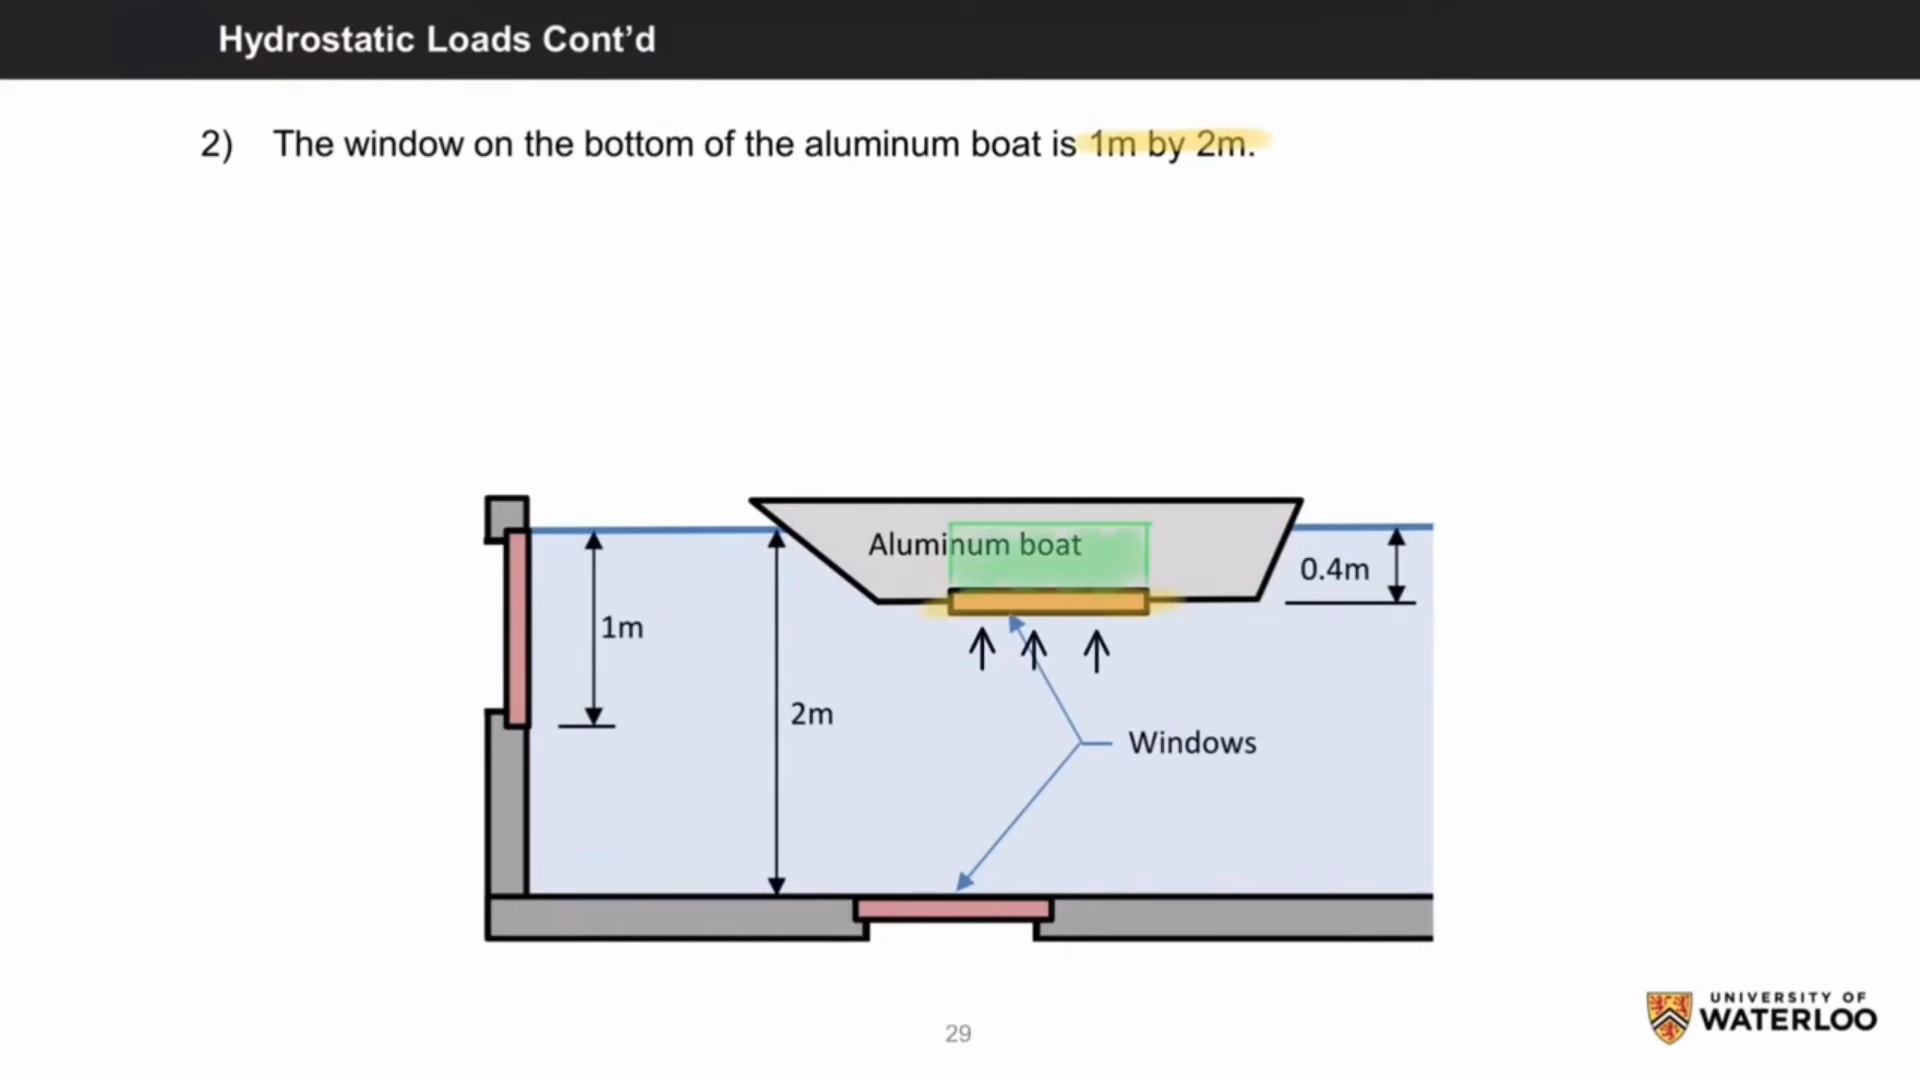 Hydrostatic Loads Cont’d
2) The window on the bottom of the aluminum boat is 1m by 2m.
Aluminum boat
0.4m
1m
2m
Windows
29
UNIVERSITY OF
WATERLOO